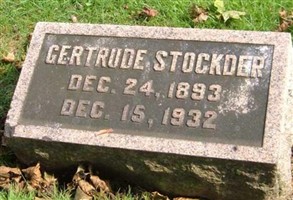 GERTRUDE STOCKDER
DEC. 24, 1893
DEC. 15, 1932